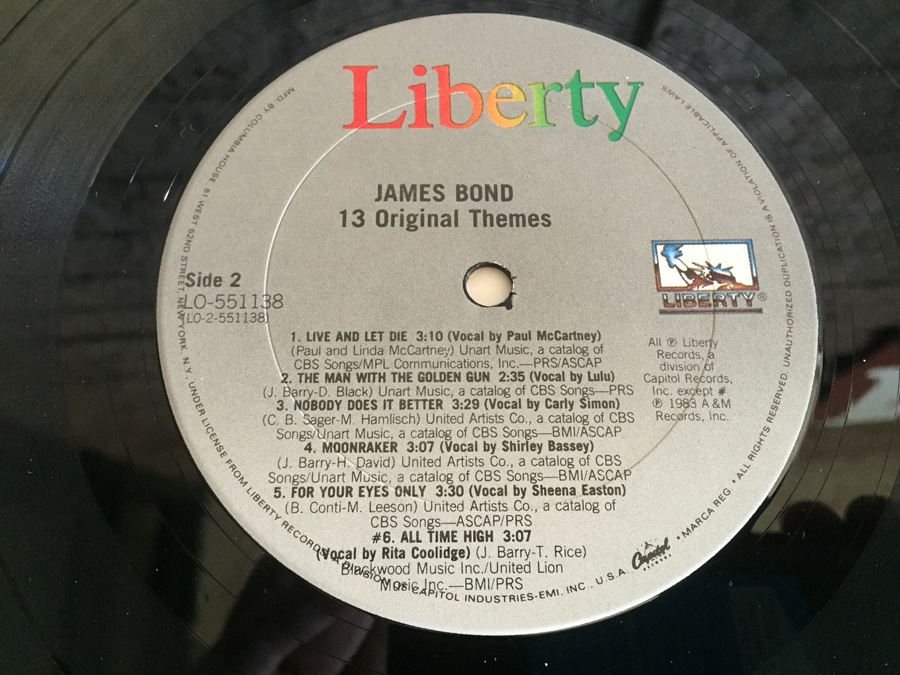 Liberty
JAMES BOND
13 Original Themes
Side 2
LO-551138
(LO-2-551138)
LIBERTY®
1. LIVE AND LET DIE 3:10 (Vocal by Paul McCartney)
(Paul and Linda McCartney) Unart Music, a catalog of
CBS Songs/MPL Communications, Inc.—PRS/ASCAP
2. THE MAN WITH THE GOLDEN GUN 2:35 (Vocal by Lulu)
(J. Barry-D. Black) Unart Music, a catalog of CBS Songs—PRS
3. NOBODY DOES IT BETTER 3:29 (Vocal by Carly Simon)
(C. B. Sager-M. Hamlisch) United Artists Co., a catalog of CBS
Songs/Unart Music, a catalog of CBS Songs—BMI/ASCAP
4. MOONRAKER 3:07 (Vocal by Shirley Bassey)
(J. Barry-H. David) United Artists Co., a catalog of CBS
Songs/Unart Music, a catalog of CBS Songs—BMI/ASCAP
5. FOR YOUR EYES ONLY 3:30 (Vocal by Sheena Easton)
(B. Conti-M. Leeson) United Artists Co., a catalog of
CBS Songs—ASCAP/PRS
#6. ALL TIME HIGH 3:07
(Vocal by Rita Coolidge) (J. Barry-T. Rice)
Blackwood Music Inc./United Lion
Music Inc.—BMI/PRS
All ℗ Liberty
Records, a
division of
Capitol Records,
Inc. except #
℗ 1983 A&M
Records, Inc.
MFD. BY COLUMBIA HOUSE 51 WEST 52ND STREET, NEW YORK, N.Y. UNDER LICENSE FROM LIBERTY RECORDS, A DIVISION OF CAPITOL INDUSTRIES-EMI, INC., U.S.A.
Capitol
RECORDS
• MARCA REG. • ALL RIGHTS RESERVED. UNAUTHORIZED DUPLICATION IS A VIOLATION OF APPLICABLE LAWS